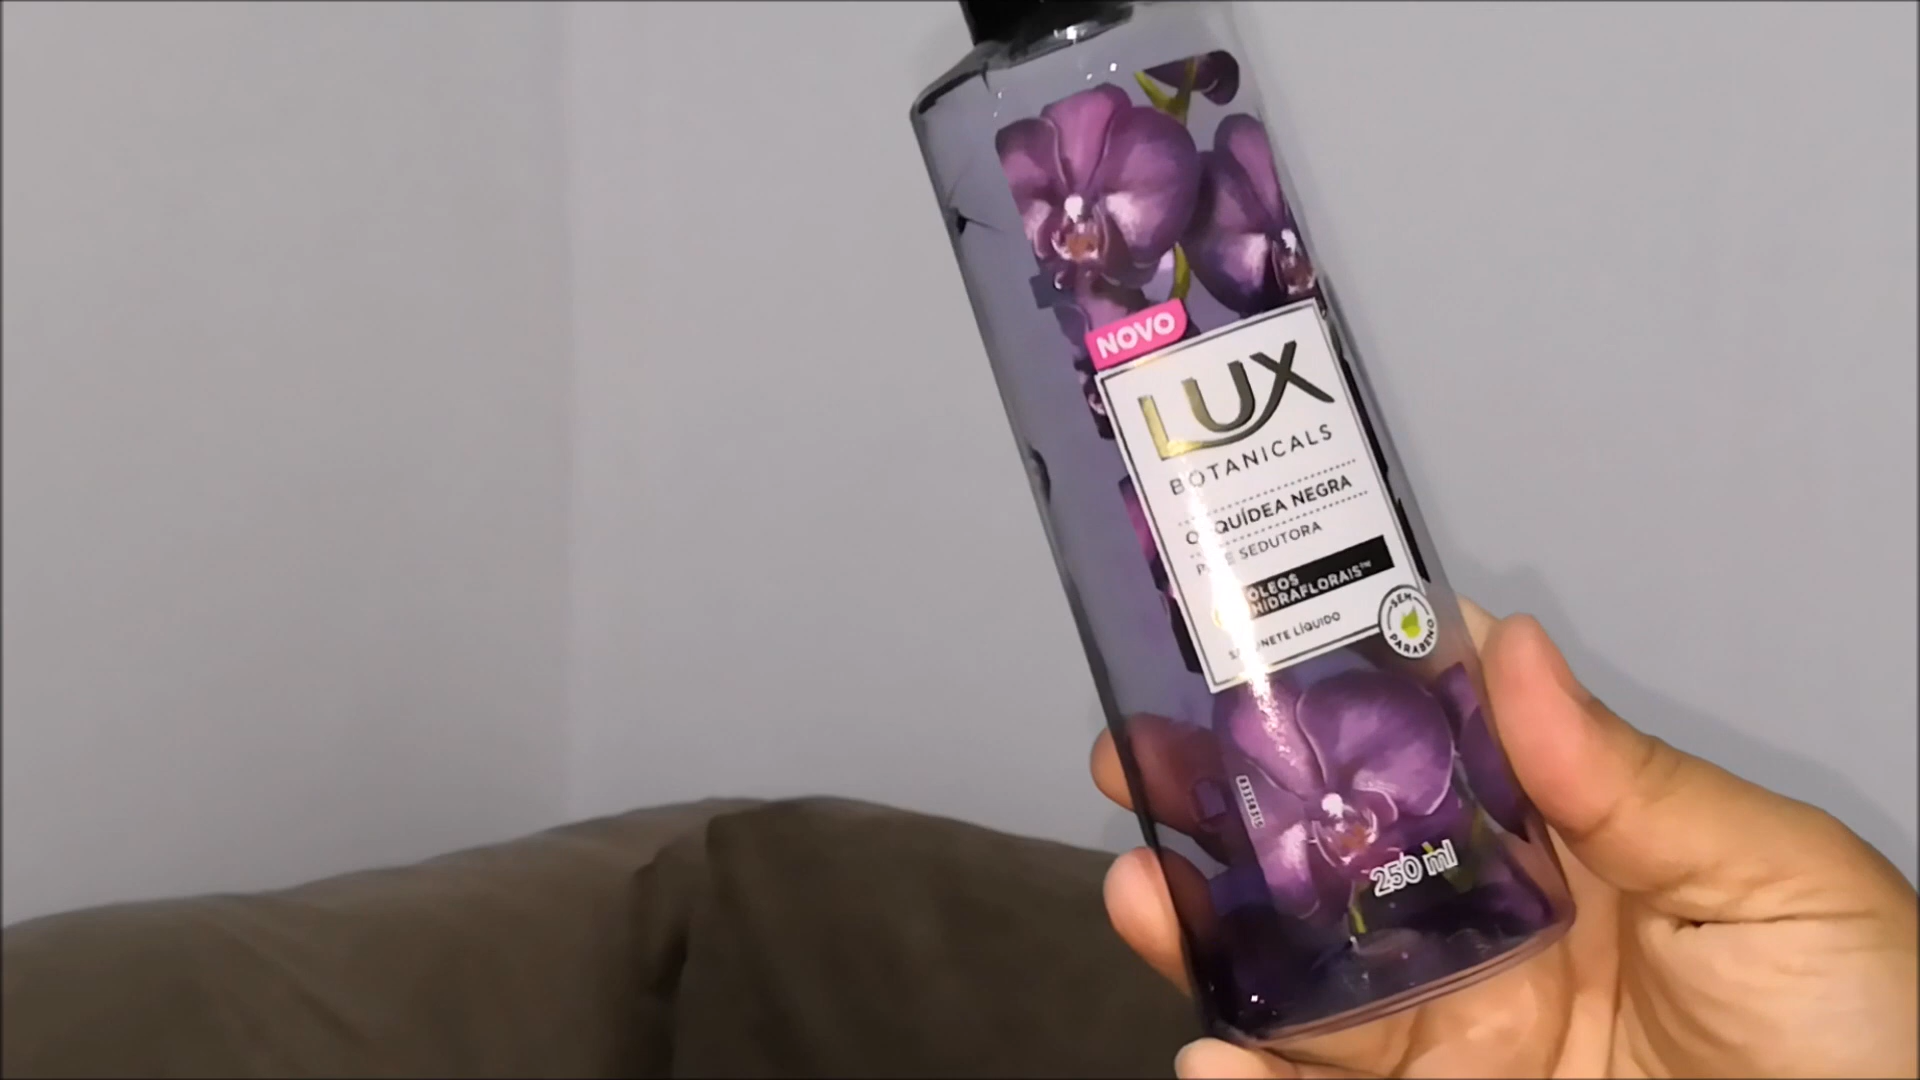 NOVO
LUX
BOTANICALS
ORQUÍDEA NEGRA
PELE SEDUTORA
ÓLEOS
HIDRAFLORAIS™
SABONETE LÍQUIDO
SEM
PARABENO
250 ml